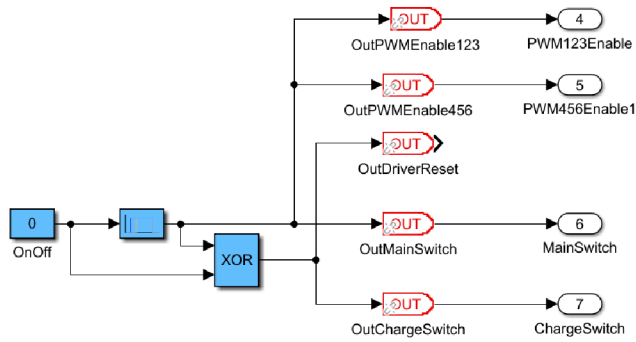 OUT
4
OutPWMEnable123
PWM123Enable
OUT
5
OutPWMEnable456
PWM456Enable1
OUT
OutDriverReset
0
OnOff
OUT
6
OutMainSwitch
MainSwitch
XOR
OUT
7
OutChargeSwitch
ChargeSwitch